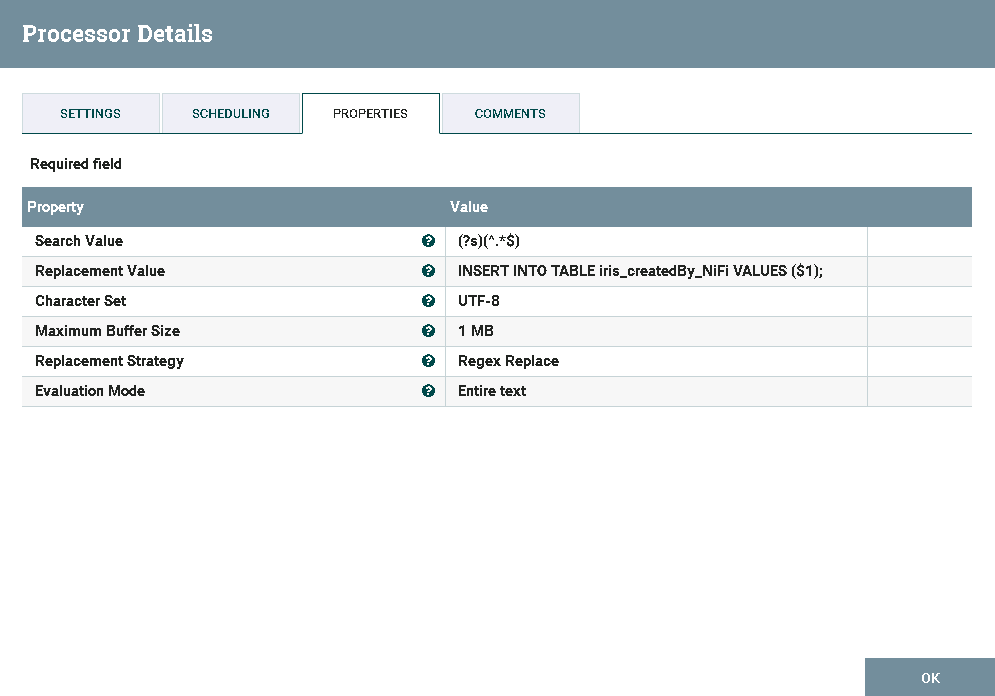 Processor Details
SETTINGS SCHEDULING PROPERTIES COMMENTS
Required field
Property Value
Search Value ? (?s)(^.*$)
Replacement Value ? INSERT INTO TABLE iris_createdBy_NiFi VALUES ($1);
Character Set ? UTF-8
Maximum Buffer Size ? 1 MB
Replacement Strategy ? Regex Replace
Evaluation Mode ? Entire text
OK